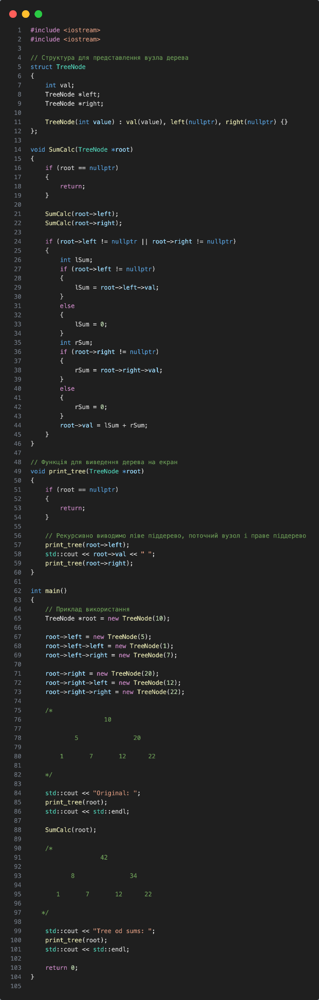 1 #include <iostream>
2 #include <iostream>
3
4 // Структура для представлення вузла дерева
5 struct TreeNode
6 {
7     int val;
8     TreeNode *left;
9     TreeNode *right;
10
11     TreeNode(int value) : val(value), left(nullptr), right(nullptr) {}
12 };
13
14 void SumCalc(TreeNode *root)
15 {
16     if (root == nullptr)
17     {
18         return;
19     }
20
21     SumCalc(root->left);
22     SumCalc(root->right);
23
24     if (root->left != nullptr || root->right != nullptr)
25     {
26         int lSum;
27         if (root->left != nullptr)
28         {
29             lSum = root->left->val;
30         }
31         else
32         {
33             lSum = 0;
34         }
35         int rSum;
36         if (root->right != nullptr)
37         {
38             rSum = root->right->val;
39         }
40         else
41         {
42             rSum = 0;
43         }
44         root->val = lSum + rSum;
45     }
46 }
47
48 // Функція для виведення дерева на екран
49 void print_tree(TreeNode *root)
50 {
51     if (root == nullptr)
52     {
53         return;
54     }
55
56     // Рекурсивно виводимо ліве піддерево, поточний вузол і праве піддерево
57     print_tree(root->left);
58     std::cout << root->val << " ";
59     print_tree(root->right);
60 }
61
62 int main()
63 {
64     // Приклад використання
65     TreeNode *root = new TreeNode(10);
66
67     root->left = new TreeNode(5);
68     root->left->left = new TreeNode(1);
69     root->left->right = new TreeNode(7);
70
71     root->right = new TreeNode(20);
72     root->right->left = new TreeNode(12);
73     root->right->right = new TreeNode(22);
74
75     /*
76                     10
77
78             5               20
79
80         1       7       12      22
81
82     */
83
84     std::cout << "Original: ";
85     print_tree(root);
86     std::cout << std::endl;
87
88     SumCalc(root);
89
90     /*
91                    42
92
93            8               34
94
95        1       7       12      22
96
97    */
98
99     std::cout << "Tree od sums: ";
100     print_tree(root);
101     std::cout << std::endl;
102
103     return 0;
104 }
105